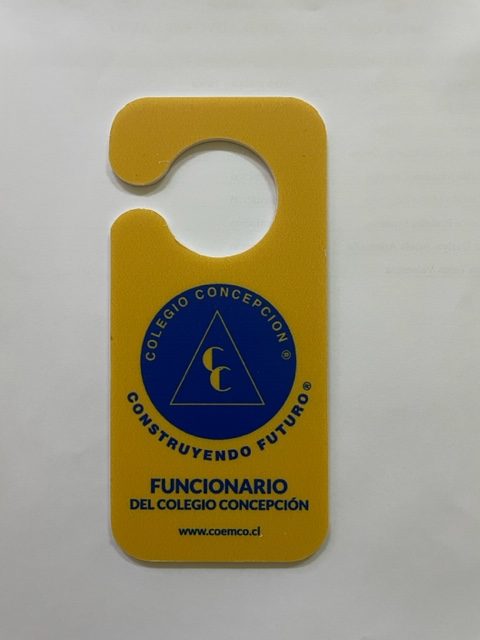 COLEGIO CONCEPCION ®
CC
CONSTRUYENDO FUTURO®
FUNCIONARIO
DEL COLEGIO CONCEPCIÓN
www.coemco.cl